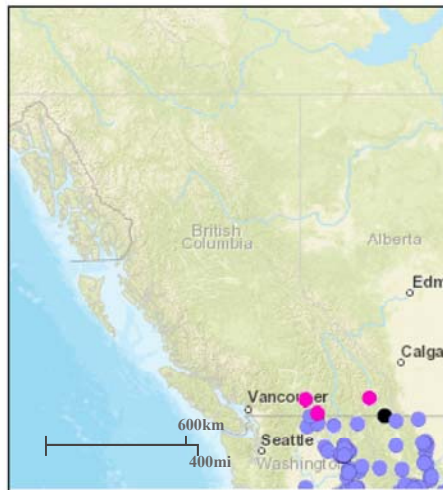 British
Columbia
Alberta
Edm
Calga
Vancouver
600km
Seattle
400mi
Washington